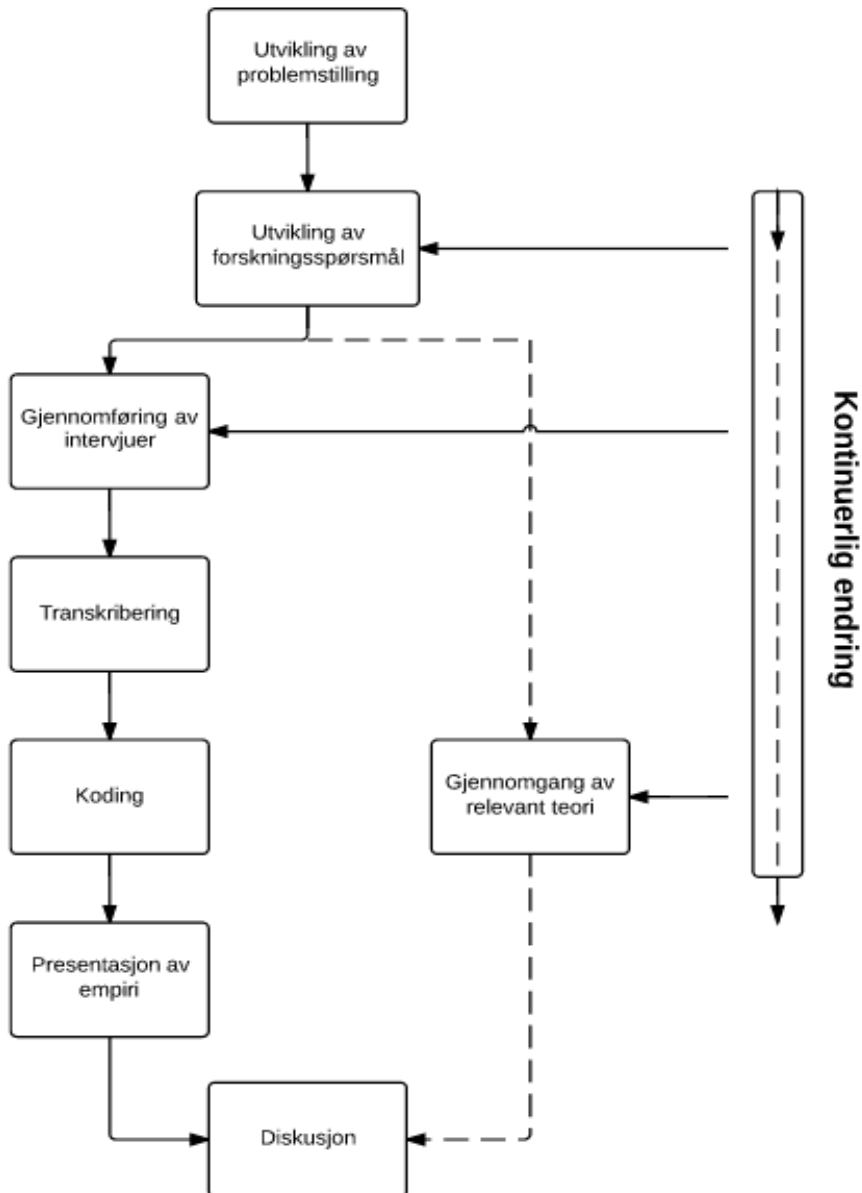 Utvikling av
problemstilling
Utvikling av
forskningsspørsmål
Gjennomføring av
intervjuer
Transkribering
Koding
Gjennomgang av
relevant teori
Presentasjon av
empiri
Diskusjon
Kontinuerlig endring